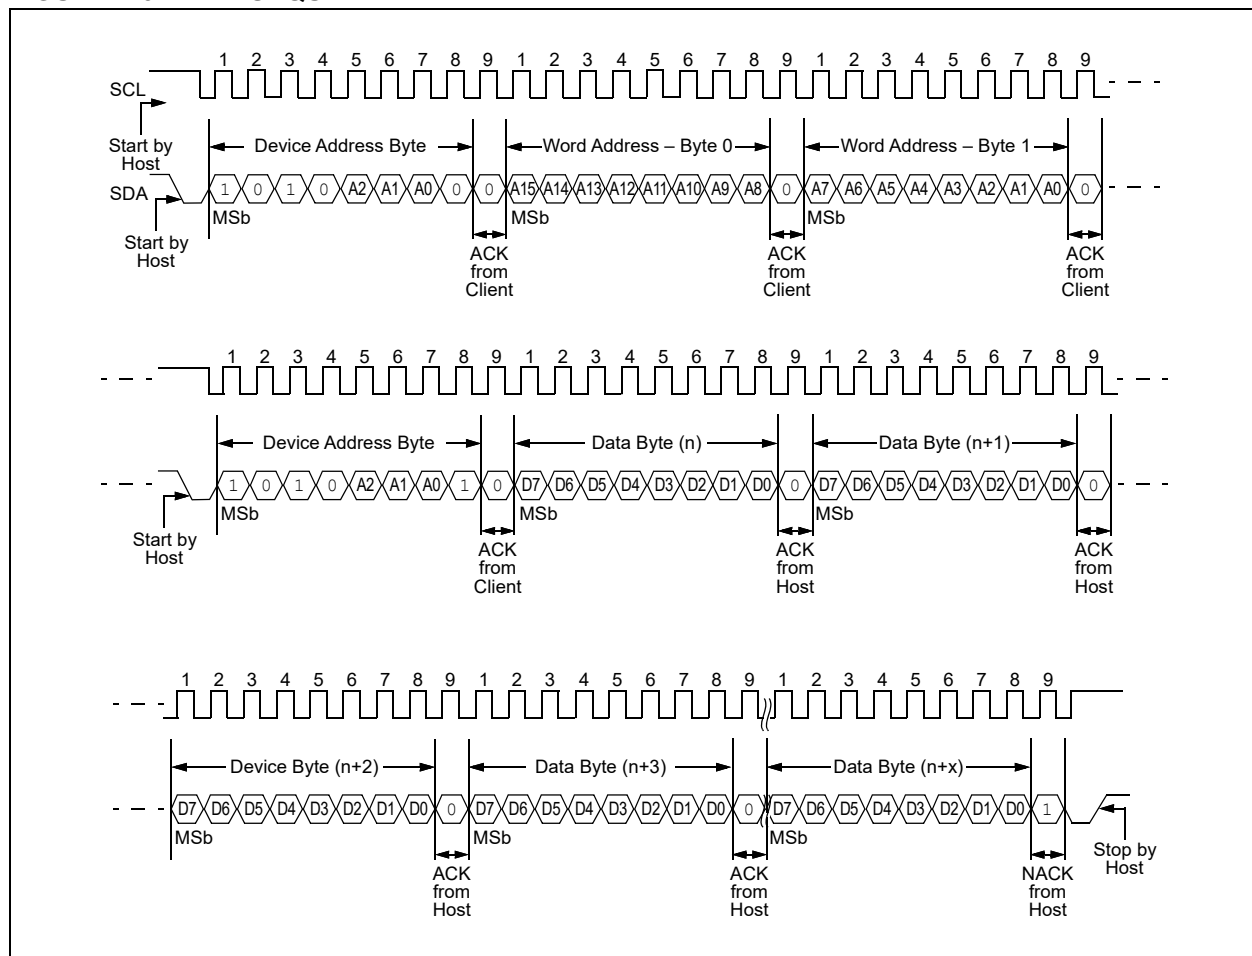 1 2 3 4 5 6 7 8 9 1 2 3 4 5 6 7 8 9 1 2 3 4 5 6 7 8 9
SCL
Start by
Host
Device Address Byte Word Address – Byte 0 Word Address – Byte 1
SDA 1 0 1 0 A2 A1 A0 0 0 A15 A14 A13 A12 A11 A10 A9 A8 0 A7 A6 A5 A4 A3 A2 A1 A0 0
MSb MSb MSb
Start by
Host
ACK
from
Client
ACK
from
Client
ACK
from
Client
1 2 3 4 5 6 7 8 9 1 2 3 4 5 6 7 8 9 1 2 3 4 5 6 7 8 9
Device Address Byte Data Byte (n) Data Byte (n+1)
1 0 1 0 A2 A1 A0 1 0 D7 D6 D5 D4 D3 D2 D1 D0 0 D7 D6 D5 D4 D3 D2 D1 D0 0
MSb MSb MSb
Start by
Host
ACK
from
Client
ACK
from
Host
ACK
from
Host
1 2 3 4 5 6 7 8 9 1 2 3 4 5 6 7 8 9 1 2 3 4 5 6 7 8 9
Device Byte (n+2) Data Byte (n+3) Data Byte (n+x)
D7 D6 D5 D4 D3 D2 D1 D0 0 D7 D6 D5 D4 D3 D2 D1 D0 0 D7 D6 D5 D4 D3 D2 D1 D0 1
MSb MSb MSb
Stop by
Host
ACK
from
Host
ACK
from
Host
NACK
from
Host